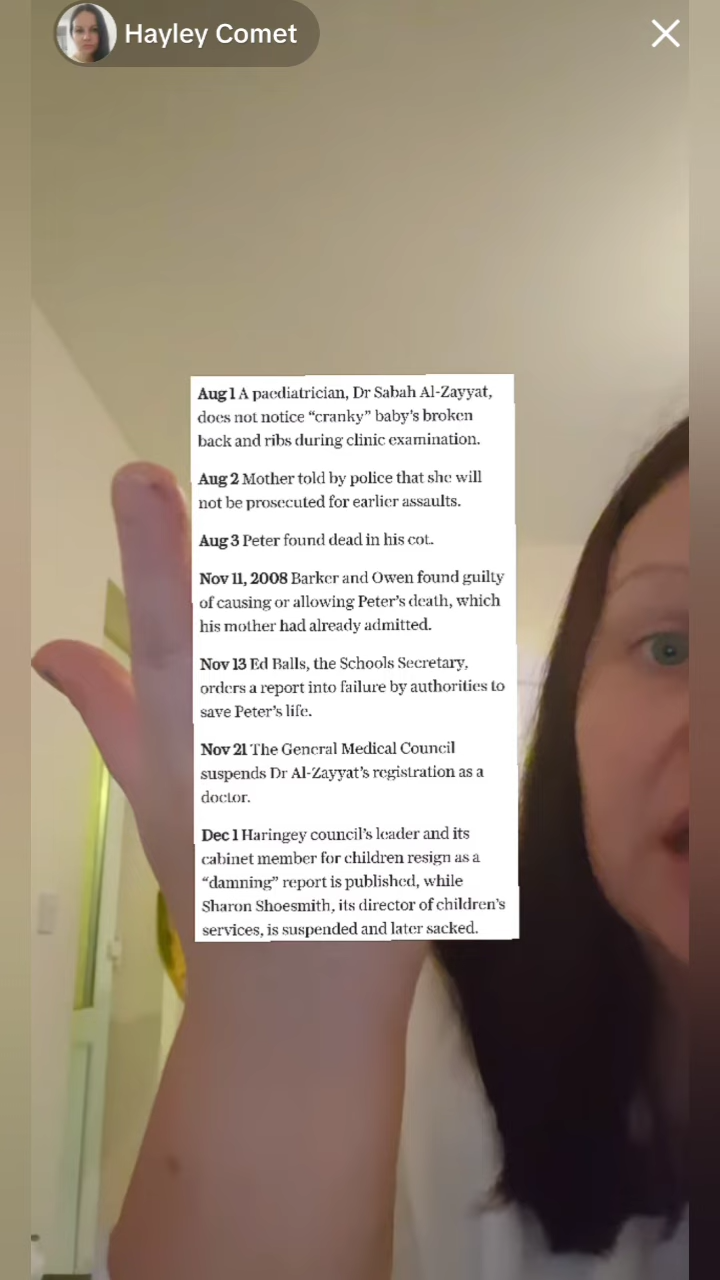 Hayley Comet
Aug 1 A paediatrician, Dr Sabah Al-Zayyat,
does not notice “cranky” baby’s broken
back and ribs during clinic examination.
Aug 2 Mother told by police that she will
not be prosecuted for earlier assaults.
Aug 3 Peter found dead in his cot.
Nov 11, 2008 Barker and Owen found guilty
of causing or allowing Peter’s death, which
his mother had already admitted.
Nov 13 Ed Balls, the Schools Secretary,
orders a report into failure by authorities to
save Peter’s life.
Nov 21 The General Medical Council
suspends Dr Al-Zayyat’s registration as a
doctor.
Dec 1 Haringey council’s leader and its
cabinet member for children resign as a
“damning” report is published, while
Sharon Shoesmith, its director of children’s
services, is suspended and later sacked.